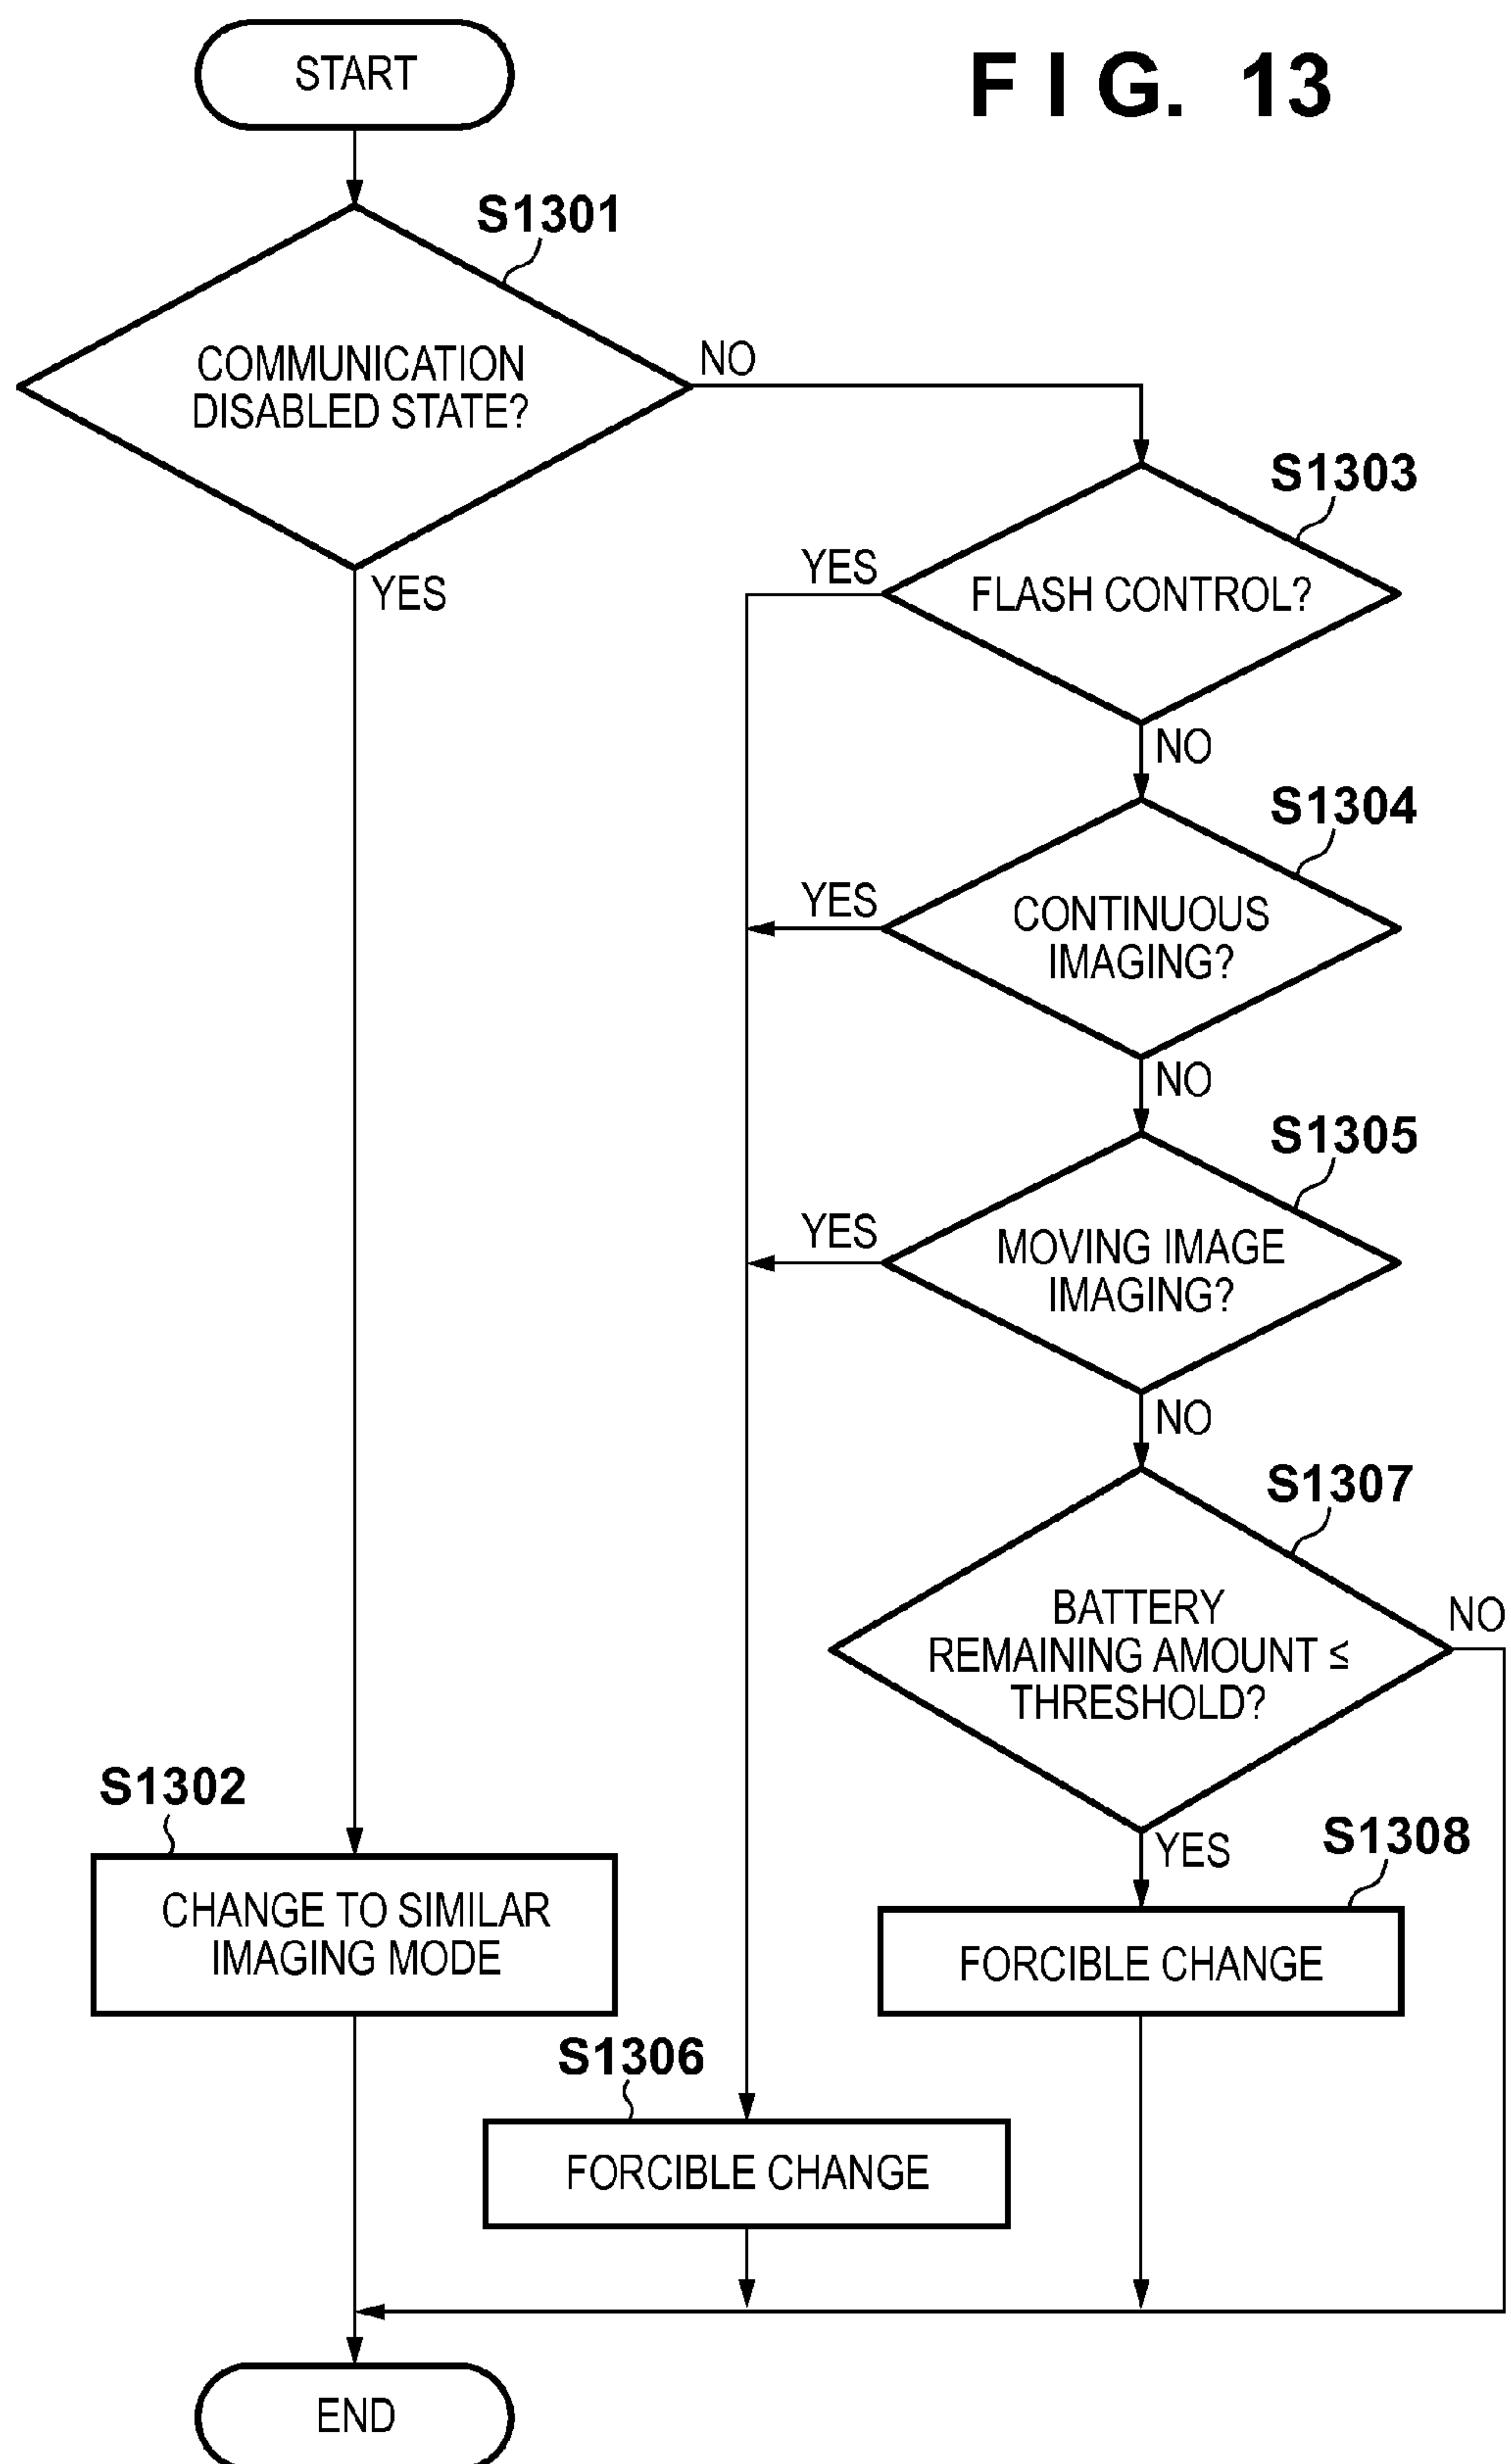 START
FIG. 13
S1301
COMMUNICATION
DISABLED STATE?
NO
YES
S1303
YES
FLASH CONTROL?
NO
S1304
YES
CONTINUOUS
IMAGING?
NO
S1305
YES
MOVING IMAGE
IMAGING?
NO
S1307
BATTERY
REMAINING AMOUNT ≤
THRESHOLD?
NO
YES
S1302
CHANGE TO SIMILAR
IMAGING MODE
S1308
FORCIBLE CHANGE
S1306
FORCIBLE CHANGE
END